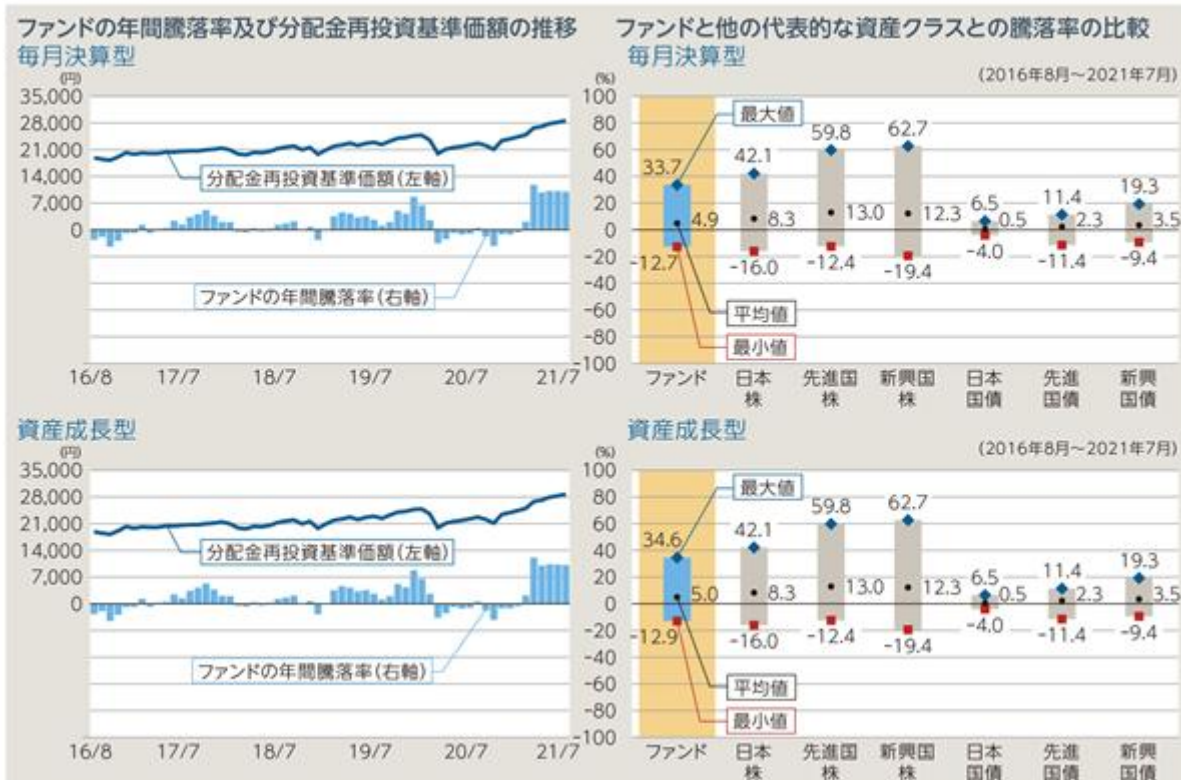 ファンドの年間騰落率及び分配金再投資基準価額の推移
毎月決算型
(円)
35,000
28,000
21,000
14,000
7,000
0
分配金再投資基準価額(左軸)
ファンドの年間騰落率(右軸)
16/8 17/7 18/7 19/7 20/7 21/7
ファンドと他の代表的な資産クラスとの騰落率の比較
毎月決算型
(2016年8月～2021年7月)
(%)
100
80
60
40
20
0
-20
-40
-60
-80
-100
最大値
平均値
最小値
33.7 42.1 59.8 62.7 6.5 11.4 19.3
4.9 8.3 13.0 12.3 0.5 2.3 3.5
-12.7 -16.0 -12.4 -19.4 -4.0 -11.4 -9.4
ファンド 日本株 先進国株 新興国株 日本国債 先進国債 新興国債
資産成長型
(円)
35,000
28,000
21,000
14,000
7,000
0
分配金再投資基準価額(左軸)
ファンドの年間騰落率(右軸)
16/8 17/7 18/7 19/7 20/7 21/7
資産成長型
(2016年8月～2021年7月)
(%)
100
80
60
40
20
0
-20
-40
-60
-80
-100
最大値
平均値
最小値
34.6 42.1 59.8 62.7 6.5 11.4 19.3
5.0 8.3 13.0 12.3 0.5 2.3 3.5
-12.9 -16.0 -12.4 -19.4 -4.0 -11.4 -9.4
ファンド 日本株 先進国株 新興国株 日本国債 先進国債 新興国債